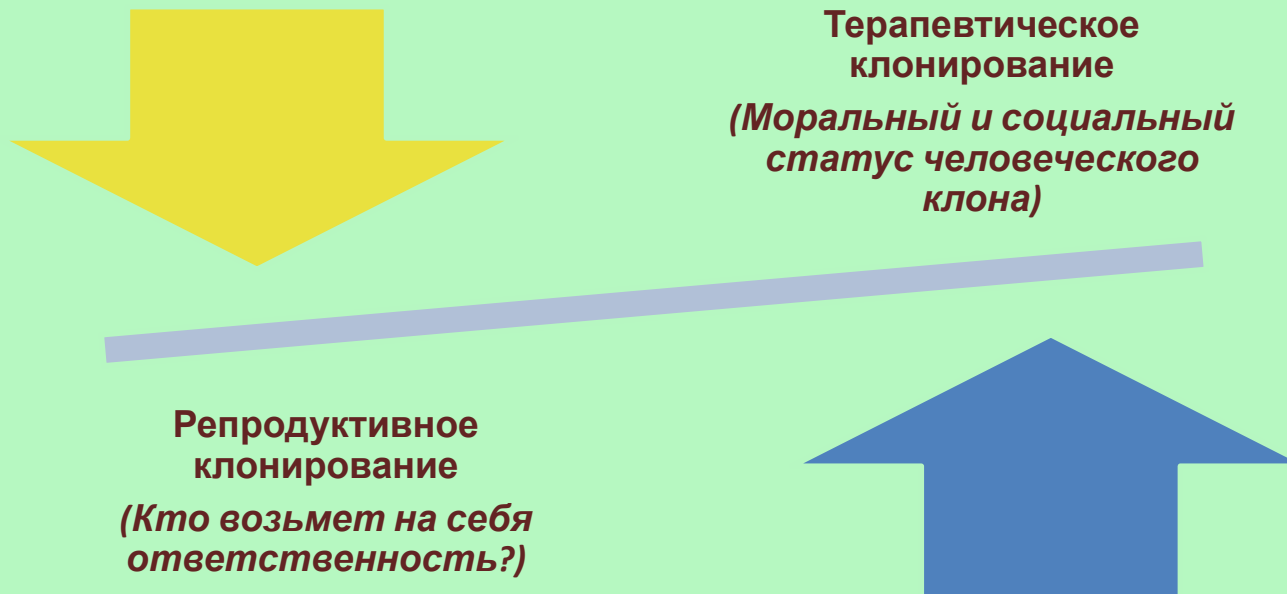 Терапевтическое
клонирование
(Моральный и социальный
статус человеческого
клона)
Репродуктивное
клонирование
(Кто возьмет на себя
ответственность?)